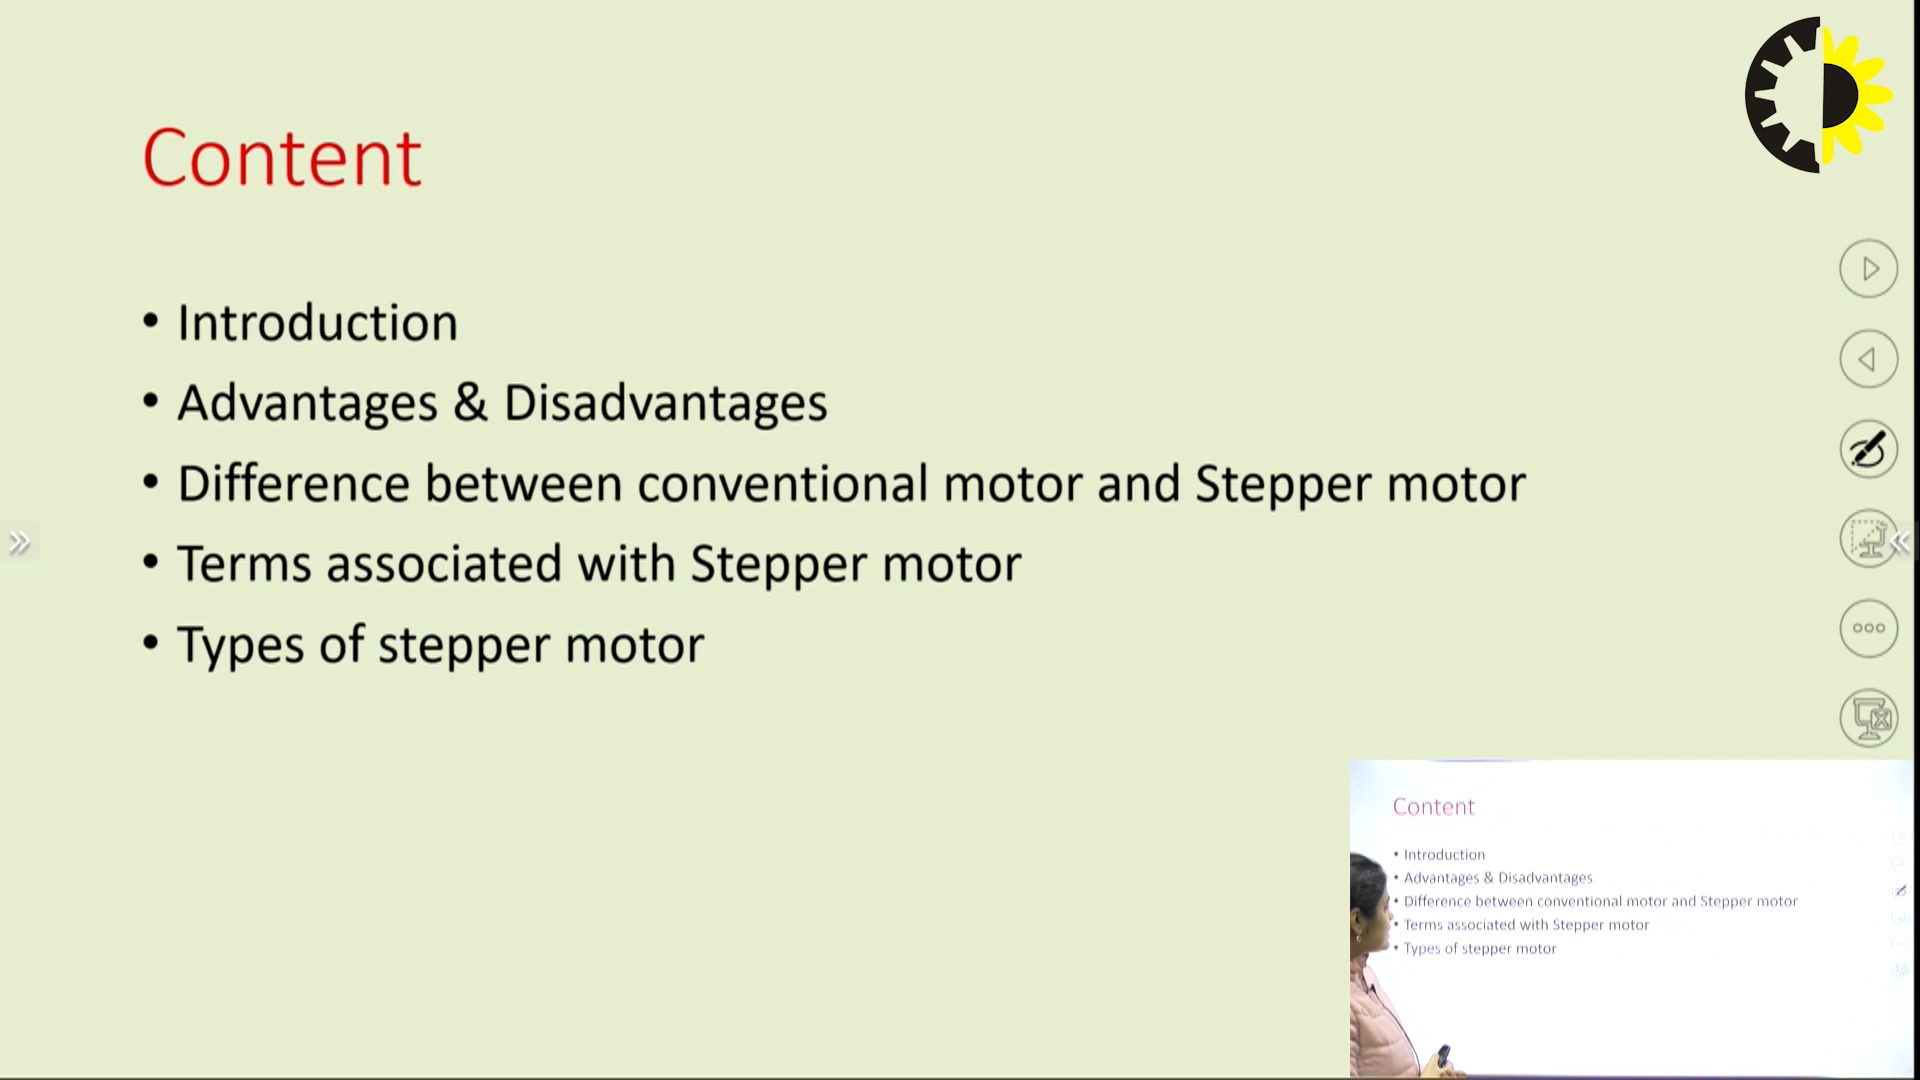 Content
• Introduction
• Advantages & Disadvantages
• Difference between conventional motor and Stepper motor
• Terms associated with Stepper motor
• Types of stepper motor
Content
• Introduction
• Advantages & Disadvantages
• Difference between conventional motor and Stepper motor
• Terms associated with Stepper motor
• Types of stepper motor